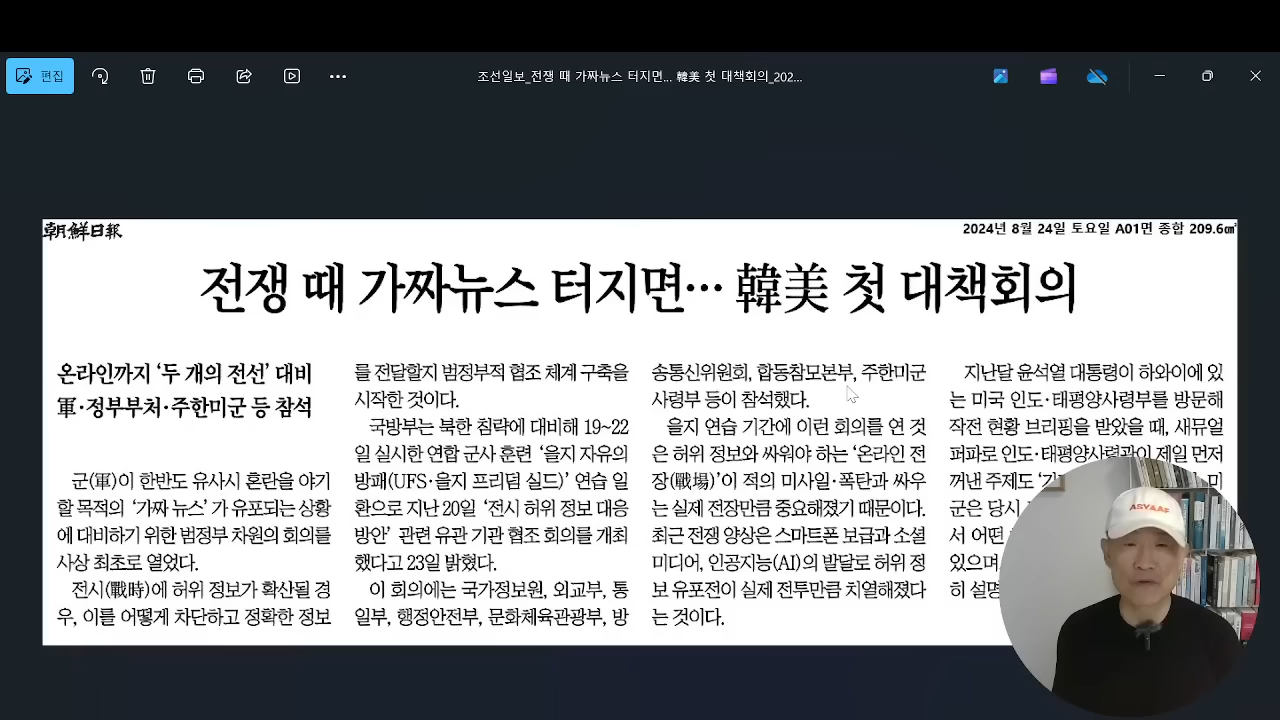 편집
조선일보_전쟁 때 가짜뉴스 터지면... 韓美 첫 대책회의_202...
朝鮮日報
2024년 8월 24일 토요일 A01면 종합 209.6㎠
전쟁 때 가짜뉴스 터지면… 韓美 첫 대책회의
온라인까지 ‘두 개의 전선’ 대비
軍·정부부처·주한미군 등 참석
군(軍)이 한반도 유사시 혼란을 야기
할 목적의 ‘가짜 뉴스’가 유포되는 상황
에 대비하기 위한 범정부 차원의 회의를
사상 최초로 열었다.
전시(戰時)에 허위 정보가 확산될 경
우, 이를 어떻게 차단하고 정확한 정보
를 전달할지 범정부적 협조 체계 구축을
시작한 것이다.
국방부는 북한 침략에 대비해 19~22
일 실시한 연합 군사 훈련 ‘을지 자유의
방패(UFS·을지 프리덤 실드)’ 연습 일
환으로 지난 20일 ‘전시 허위 정보 대응
방안’ 관련 유관 기관 협조 회의를 개최
했다고 23일 밝혔다.
이 회의에는 국가정보원, 외교부, 통
일부, 행정안전부, 문화체육관광부, 방
송통신위원회, 합동참모본부, 주한미군
사령부 등이 참석했다.
을지 연습 기간에 이런 회의를 연 것
은 허위 정보와 싸워야 하는 ‘온라인 전
장(戰場)’이 적의 미사일·폭탄과 싸우
는 실제 전장만큼 중요해졌기 때문이다.
최근 전쟁 양상은 스마트폰 보급과 소셜
미디어, 인공지능(AI)의 발달로 허위 정
보 유포전이 실제 전투만큼 치열해졌다
는 것이다.
지난달 윤석열 대통령이 하와이에 있
는 미국 인도·태평양사령부를 방문해
작전 현황 브리핑을 받았을 때, 새뮤얼
퍼파로 인도·태평양사령관이 제일 먼저
꺼낸 주제도
미
군은 당시
서 어떤
있으며
히 설명
ASYAAF